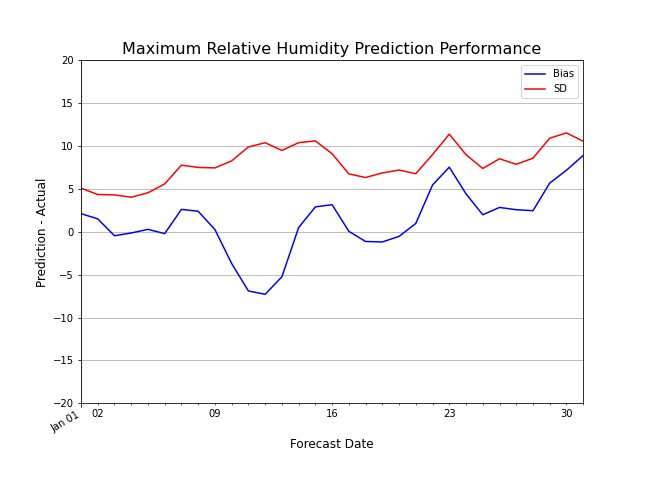 Maximum Relative Humidity Prediction Performance
Bias
SD
Prediction - Actual
20
15
10
5
0
−5
−10
−15
−20
Jan 01
02
09
16
23
30
Forecast Date